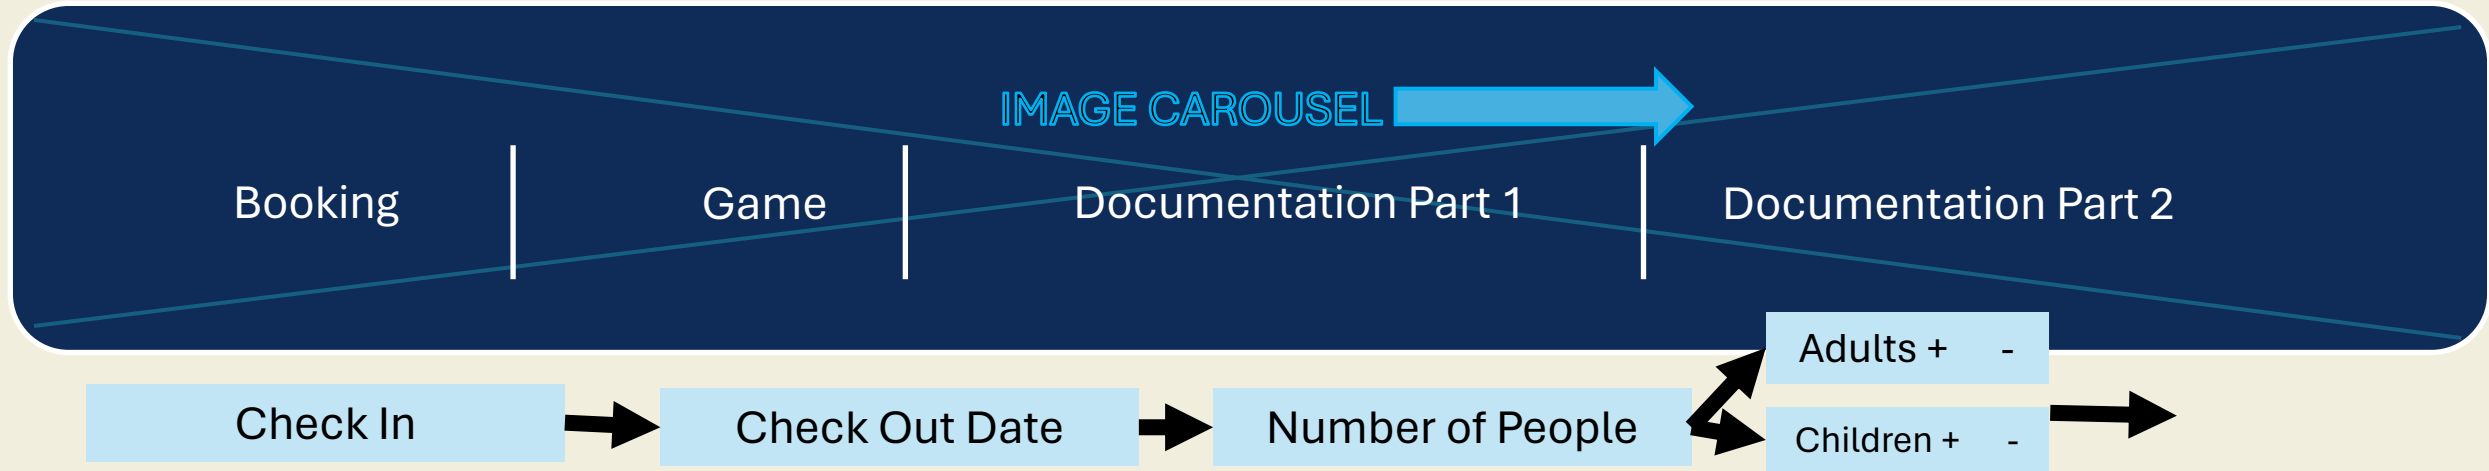 IMAGE CAROUSEL
Booking
Game
Documentation Part 1
Documentation Part 2
Check In
Check Out Date
Number of People
Adults + -
Children + -